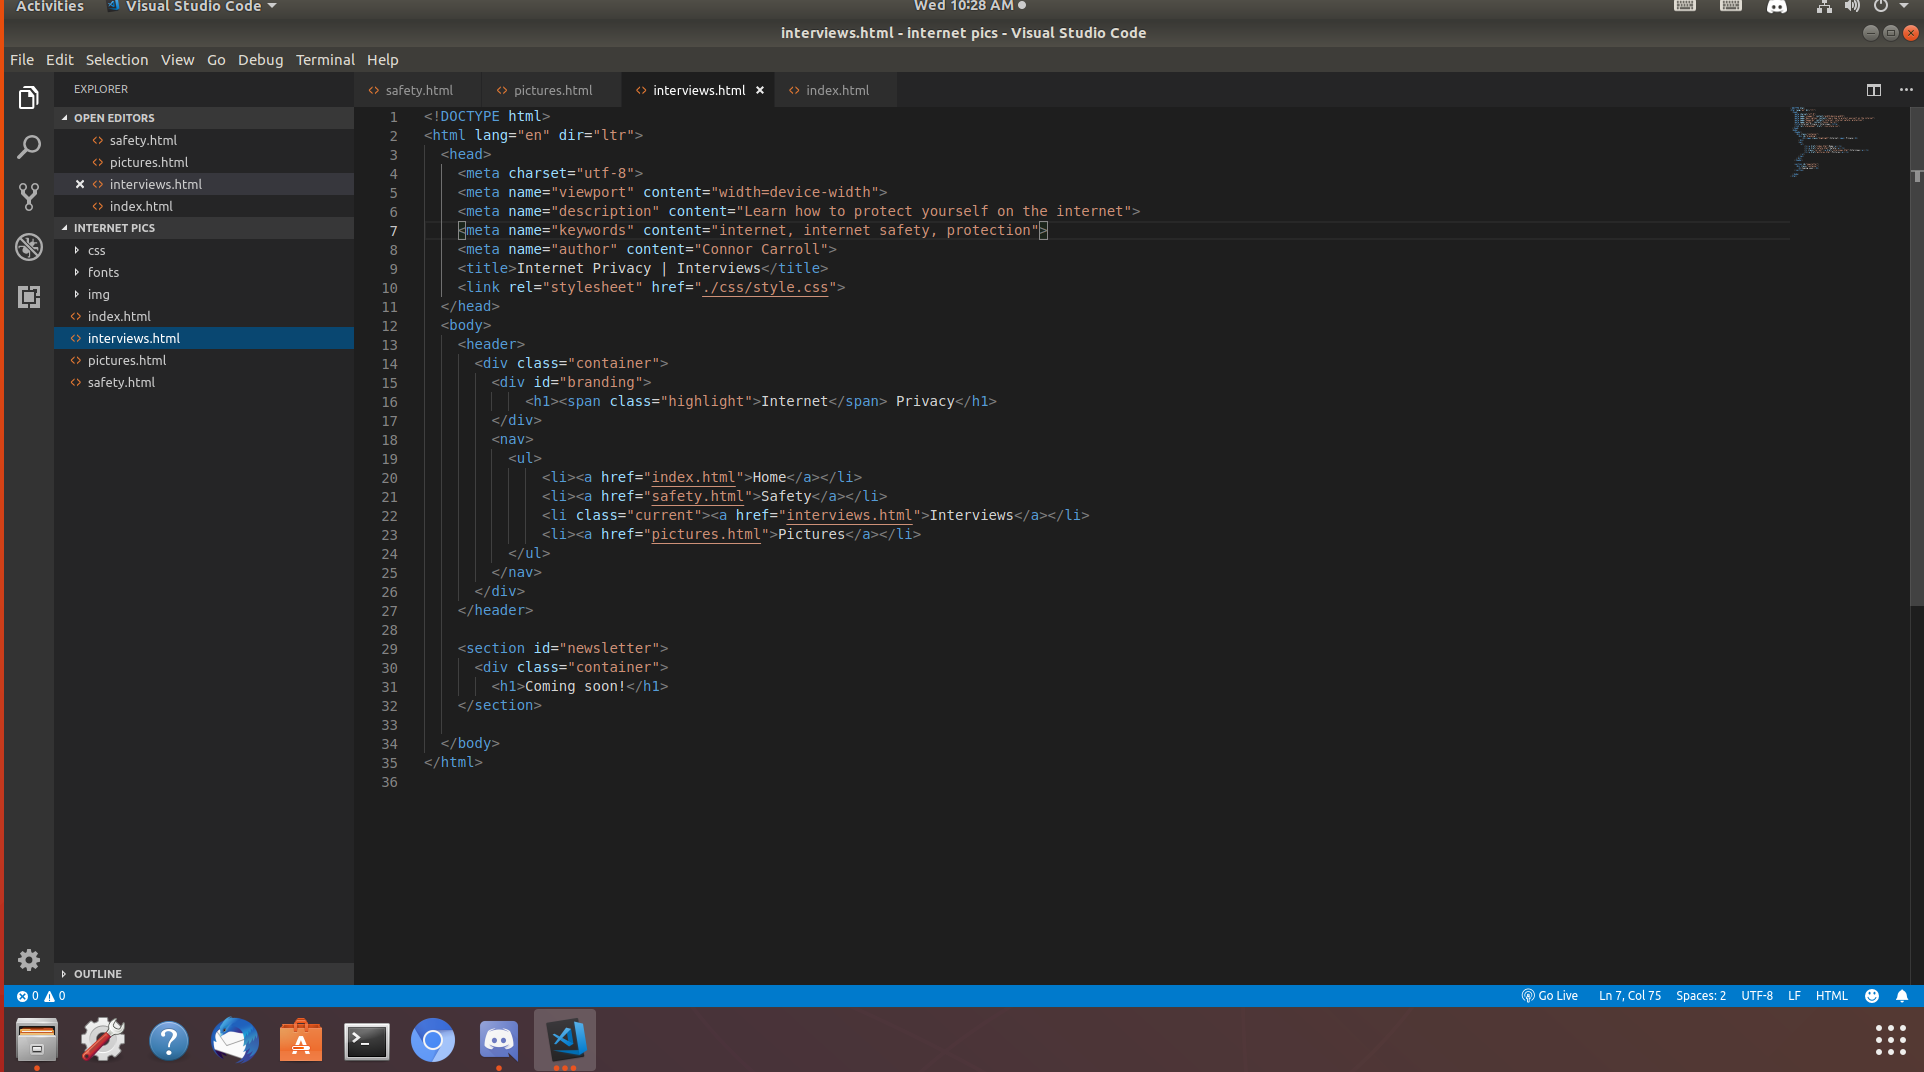 Activities
Visual Studio Code
Wed 10:28 AM
interviews.html - internet pics - Visual Studio Code
File Edit Selection View Go Debug Terminal Help
EXPLORER
OPEN EDITORS
safety.html
pictures.html
interviews.html
index.html
INTERNET PICS
css
fonts
img
index.html
interviews.html
pictures.html
safety.html
OUTLINE
safety.html
pictures.html
interviews.html
index.html
1 <!DOCTYPE html>
2 <html lang="en" dir="ltr">
3 <head>
4 <meta charset="utf-8">
5 <meta name="viewport" content="width=device-width">
6 <meta name="description" content="Learn how to protect yourself on the internet">
7 <meta name="keywords" content="internet, internet safety, protection">
8 <meta name="author" content="Connor Carroll">
9 <title>Internet Privacy | Interviews</title>
10 <link rel="stylesheet" href="./css/style.css">
11 </head>
12 <body>
13 <header>
14 <div class="container">
15 <div id="branding">
16 <h1><span class="highlight">Internet</span> Privacy</h1>
17 </div>
18 <nav>
19 <ul>
20 <li><a href="index.html">Home</a></li>
21 <li><a href="safety.html">Safety</a></li>
22 <li class="current"><a href="interviews.html">Interviews</a></li>
23 <li><a href="pictures.html">Pictures</a></li>
24 </ul>
25 </nav>
26 </div>
27 </header>
28
29 <section id="newsletter">
30 <div class="container">
31 <h1>Coming soon!</h1>
32 </section>
33
34 </body>
35 </html>
36
0 0
Go Live
Ln 7, Col 75
Spaces: 2
UTF-8
LF
HTML